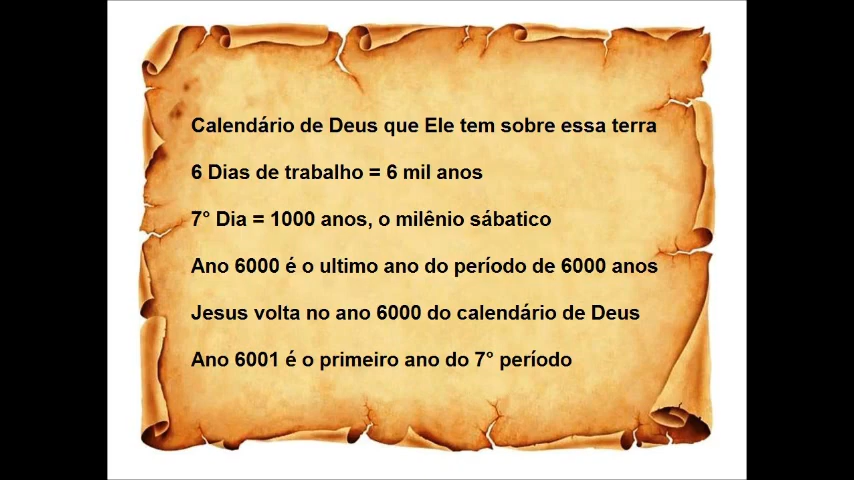 Calendário de Deus que Ele tem sobre essa terra
6 Dias de trabalho = 6 mil anos
7° Dia = 1000 anos, o milênio sábatico
Ano 6000 é o ultimo ano do período de 6000 anos
Jesus volta no ano 6000 do calendário de Deus
Ano 6001 é o primeiro ano do 7° período